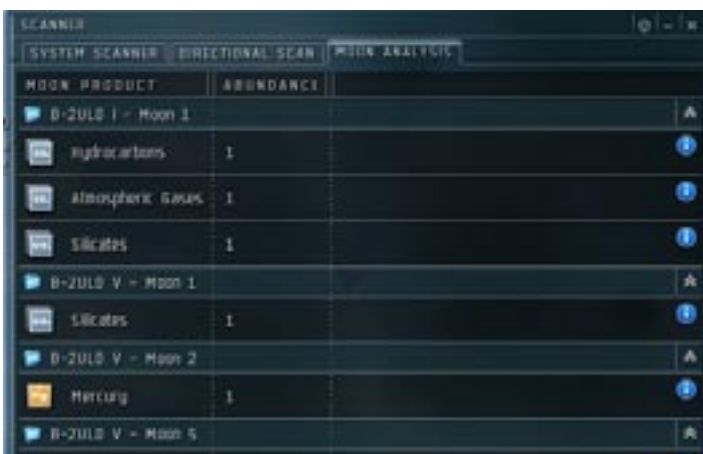 SCANNER
SYSTEM SCANNER DIRECTIONAL SCAN MOON ANALYSIS
MOON PRODUCT ABUNDANCE
B-2UL0 I - Moon 1
Hydrocarbons 1
Atmospheric Gases 1
Silicates 1
B-2UL0 V - Moon 1
Silicates 1
B-2UL0 V - Moon 2
Mercury 1
B-2UL0 V - Moon 5